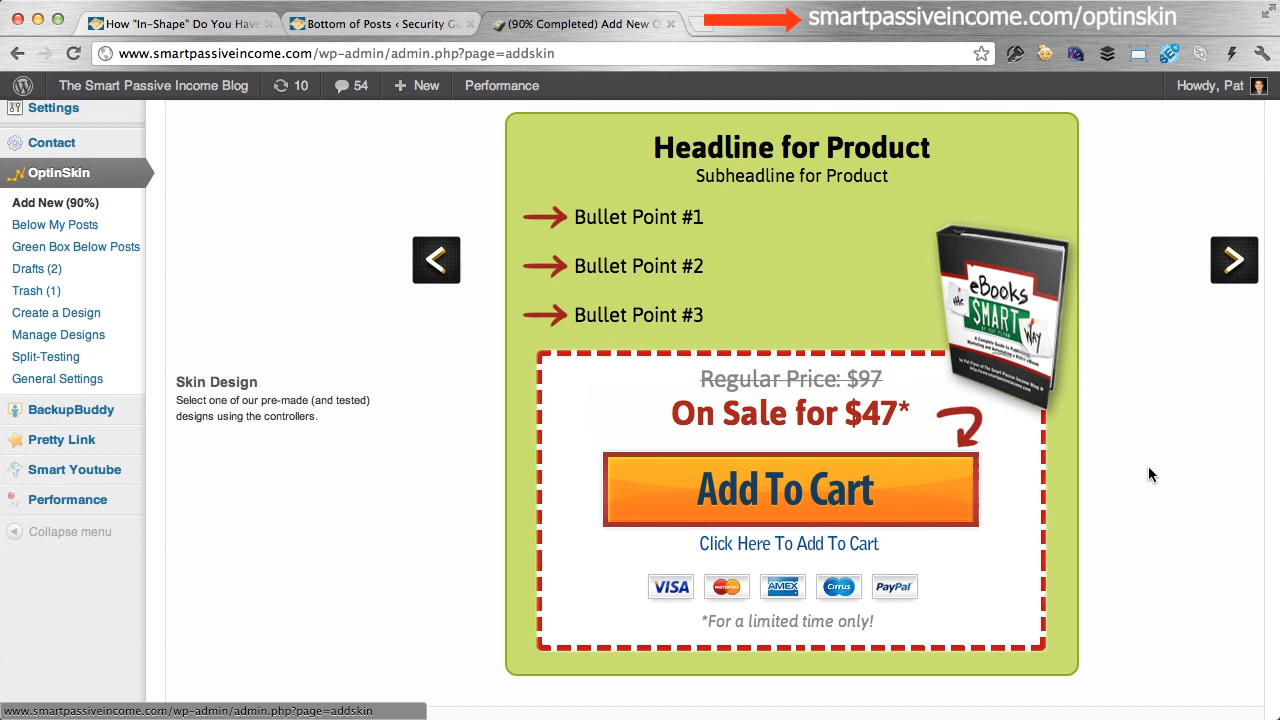 How "In-Shape" Do You Have
Bottom of Posts ‹ Security Gu
(90% Completed) Add New O
smartpassiveincome.com/optinskin
www.smartpassiveincome.com/wp-admin/admin.php?page=addskin
The Smart Passive Income Blog
10
54
+ New
Performance
Howdy, Pat
Settings
Contact
OptinSkin
Add New (90%)
Below My Posts
Green Box Below Posts
Drafts (2)
Trash (1)
Create a Design
Manage Designs
Split-Testing
General Settings
BackupBuddy
Pretty Link
Smart Youtube
Performance
Collapse menu
Skin Design
Select one of our pre-made (and tested)
designs using the controllers.
Headline for Product
Subheadline for Product
Bullet Point #1
Bullet Point #2
Bullet Point #3
eBooks
the
SMART
WAY
Regular Price: $97
On Sale for $47*
Add To Cart
Click Here To Add To Cart
VISA
MasterCard
AMEX
Cirrus
PayPal
*For a limited time only!
www.smartpassiveincome.com/wp-admin/admin.php?page=addskin